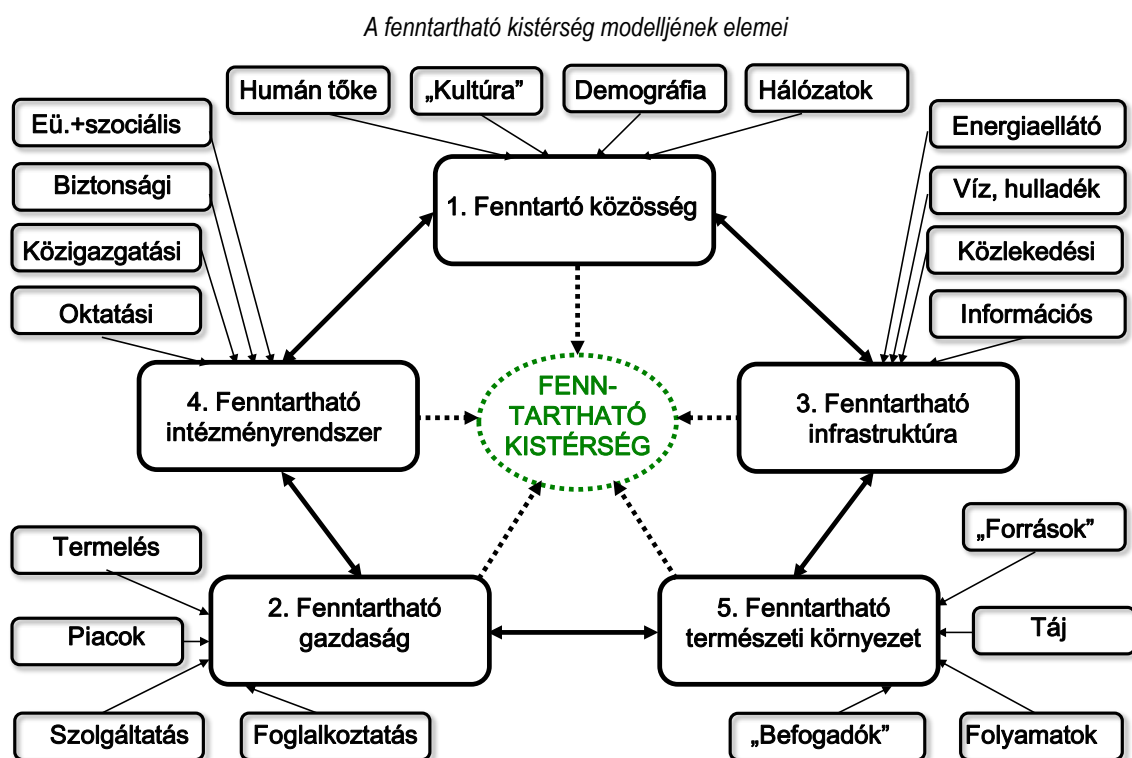 A fenntartható kistérség modelljének elemei
Humán tőke
„Kultúra”
Demográfia
Hálózatok
Eü.+szociális
Biztonsági
Közigazgatási
Oktatási
Energiaellátó
Víz, hulladék
Közlekedési
Információs
1. Fenntartó közösség
4. Fenntartható
intézményrendszer
FENN-
TARTHATÓ
KISTÉRSÉG
3. Fenntartható
infrastruktúra
Termelés
Piacok
Szolgáltatás
Foglalkoztatás
2. Fenntartható
gazdaság
5. Fenntartható
természeti környezet
„Források”
Táj
„Befogadók”
Folyamatok